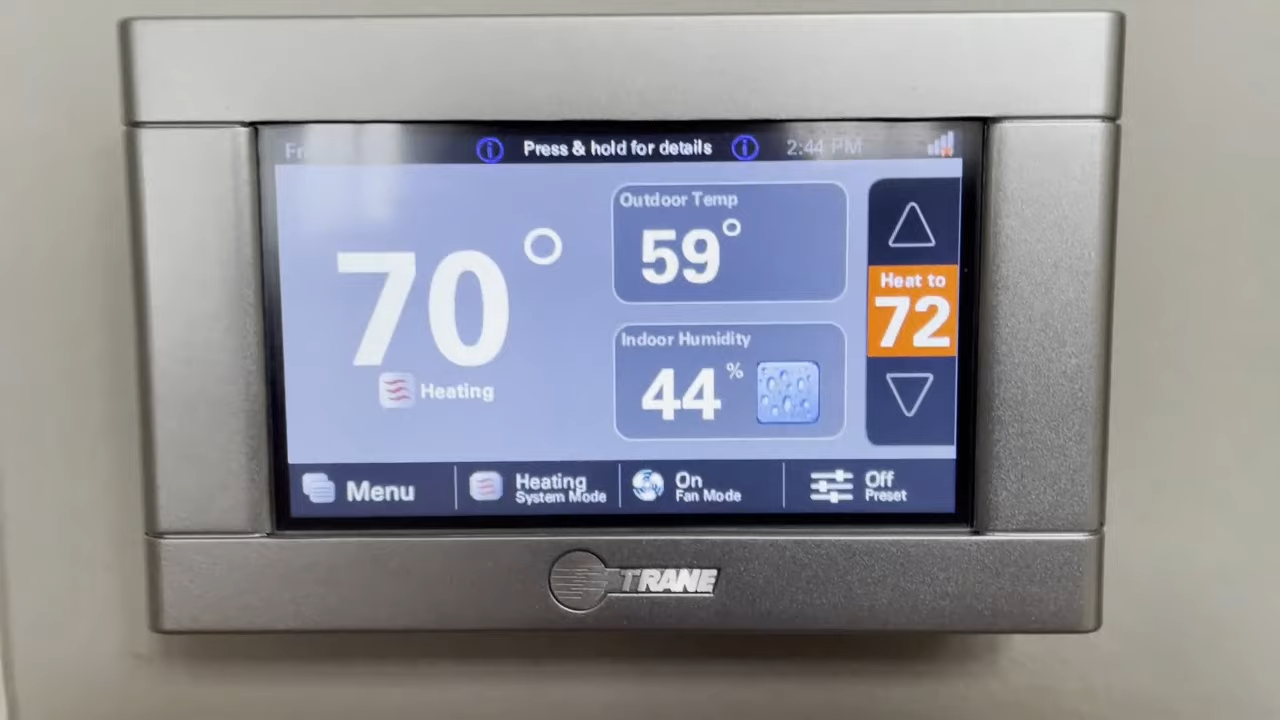 Press & hold for details
2:44 PM
70°
Heating
Outdoor Temp
59°
Indoor Humidity
44%
Heat to
72
Menu
Heating
System Mode
On
Fan Mode
Off
Preset
TRANE